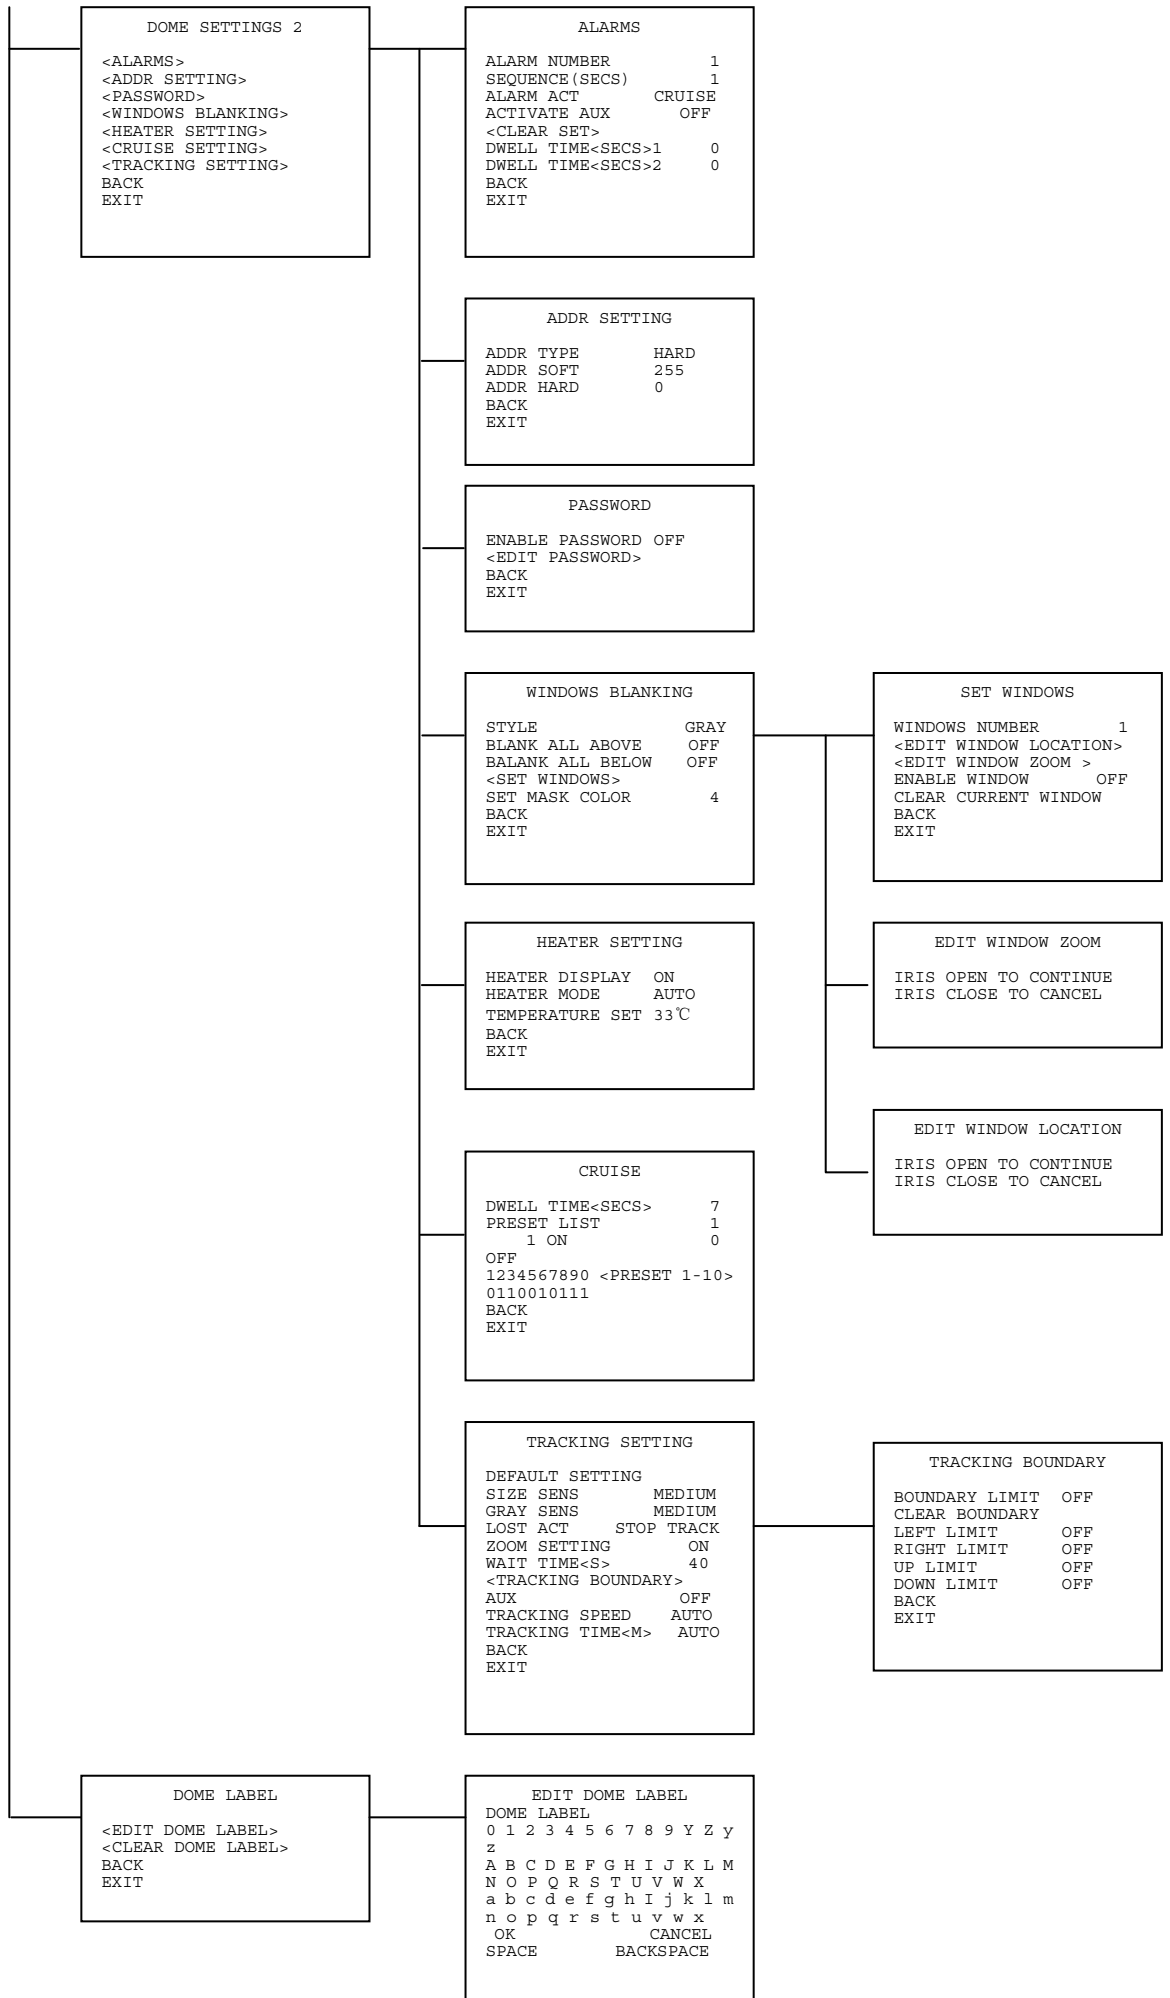 DOME SETTINGS 2
<ALARMS>
<ADDR SETTING>
<PASSWORD>
<WINDOWS BLANKING>
<HEATER SETTING>
<CRUISE SETTING>
<TRACKING SETTING>
BACK
EXIT
ALARMS
ALARM NUMBER 1
SEQUENCE(SECS) 1
ALARM ACT CRUISE
ACTIVATE AUX OFF
<CLEAR SET>
DWELL TIME<SECS>1 0
DWELL TIME<SECS>2 0
BACK
EXIT
ADDR SETTING
ADDR TYPE HARD
ADDR SOFT 255
ADDR HARD 0
BACK
EXIT
PASSWORD
ENABLE PASSWORD OFF
<EDIT PASSWORD>
BACK
EXIT
WINDOWS BLANKING
STYLE GRAY
BLANK ALL ABOVE OFF
BALANK ALL BELOW OFF
<SET WINDOWS>
SET MASK COLOR 4
BACK
EXIT
SET WINDOWS
WINDOWS NUMBER 1
<EDIT WINDOW LOCATION>
<EDIT WINDOW ZOOM >
ENABLE WINDOW OFF
CLEAR CURRENT WINDOW
BACK
EXIT
HEATER SETTING
HEATER DISPLAY ON
HEATER MODE AUTO
TEMPERATURE SET 33℃
BACK
EXIT
EDIT WINDOW ZOOM
IRIS OPEN TO CONTINUE
IRIS CLOSE TO CANCEL
EDIT WINDOW LOCATION
IRIS OPEN TO CONTINUE
IRIS CLOSE TO CANCEL
CRUISE
DWELL TIME<SECS> 7
PRESET LIST 1
1 ON 0
OFF
1234567890 <PRESET 1-10>
0110010111
BACK
EXIT
TRACKING SETTING
DEFAULT SETTING
SIZE SENS MEDIUM
GRAY SENS MEDIUM
LOST ACT STOP TRACK
ZOOM SETTING ON
WAIT TIME<S> 40
<TRACKING BOUNDARY>
AUX OFF
TRACKING SPEED AUTO
TRACKING TIME<M> AUTO
BACK
EXIT
TRACKING BOUNDARY
BOUNDARY LIMIT OFF
CLEAR BOUNDARY
LEFT LIMIT OFF
RIGHT LIMIT OFF
UP LIMIT OFF
DOWN LIMIT OFF
BACK
EXIT
DOME LABEL
<EDIT DOME LABEL>
<CLEAR DOME LABEL>
BACK
EXIT
EDIT DOME LABEL
DOME LABEL
0 1 2 3 4 5 6 7 8 9 Y Z y
z
A B C D E F G H I J K L M
N O P Q R S T U V W X
a b c d e f g h I j k l m
n o p q r s t u v w x
OK CANCEL
SPACE BACKSPACE